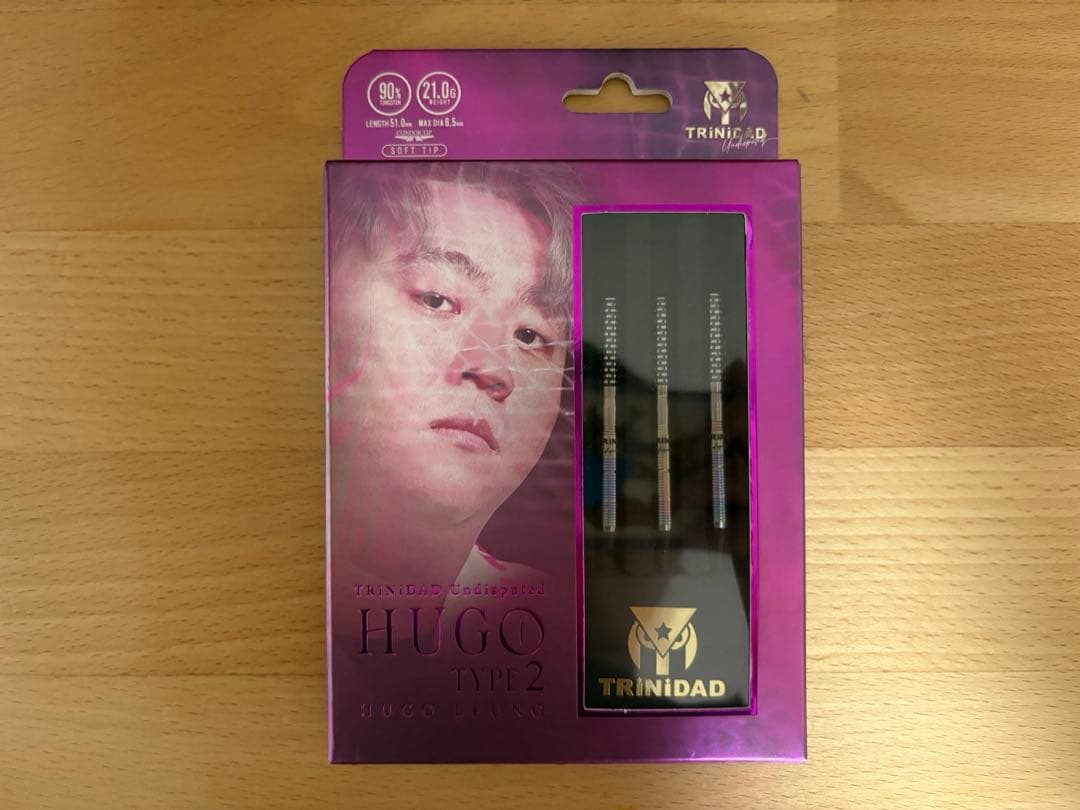 90%
TUNGSTEN
21.0G
WEIGHT
LENGTH 51.0mm MAX DIA 6.5mm
CONDOR TIP
SOFT TIP
TRiNiDAD
Undisputed
TRiNiDAD Undisputed
HUGO
TYPE 2
HUGO LEUNG
TRiNiDAD